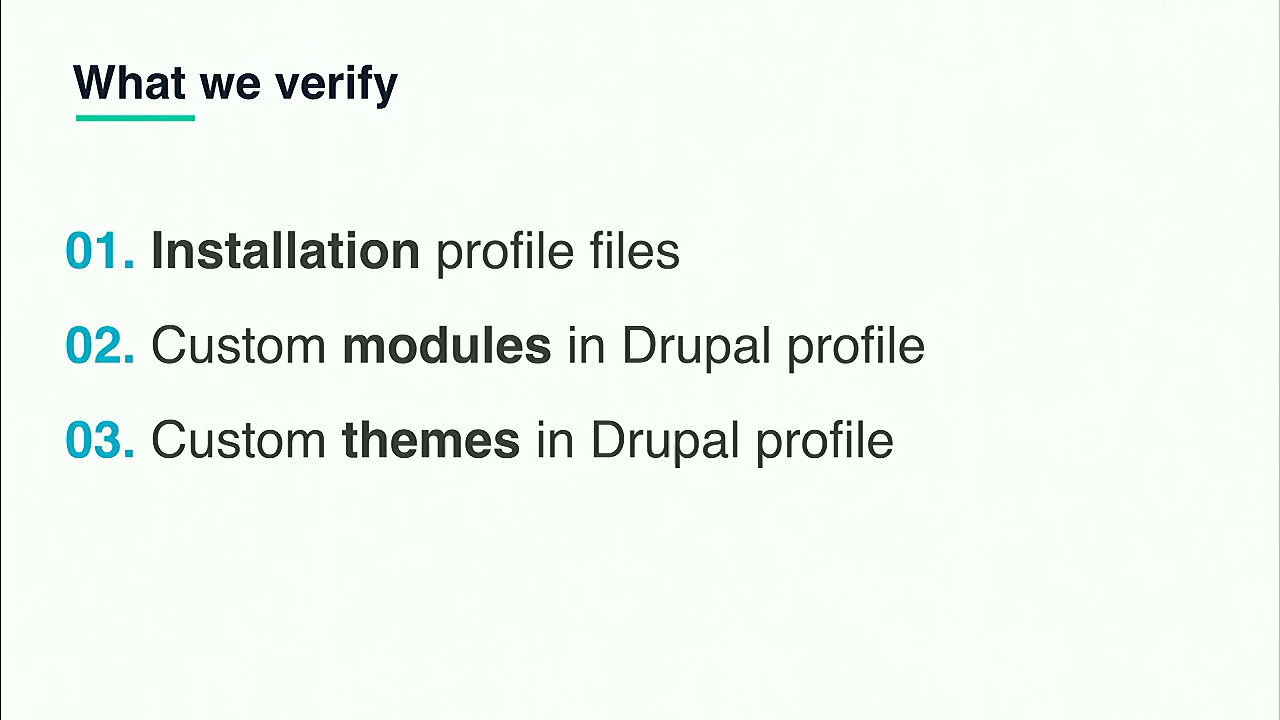 What we verify
01. Installation profile files
02. Custom modules in Drupal profile
03. Custom themes in Drupal profile